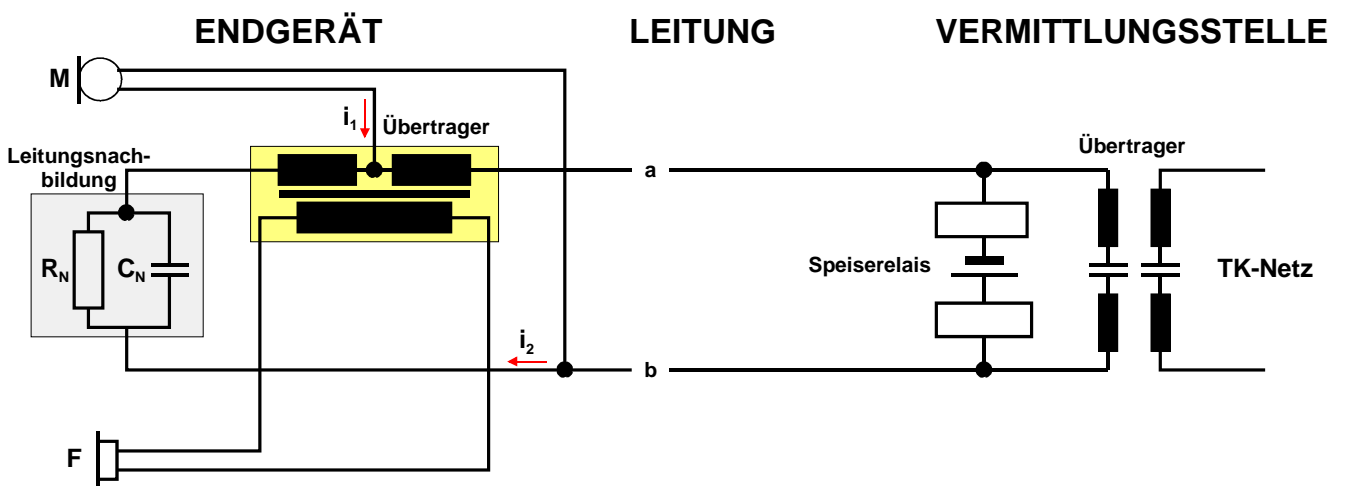 ENDGERÄT
LEITUNG
VERMITTLUNGSSTELLE
M
i1
Übertrager
Leitungsnach-
bildung
a
Übertrager
RN
CN
Speiserelais
TK-Netz
i2
b
F